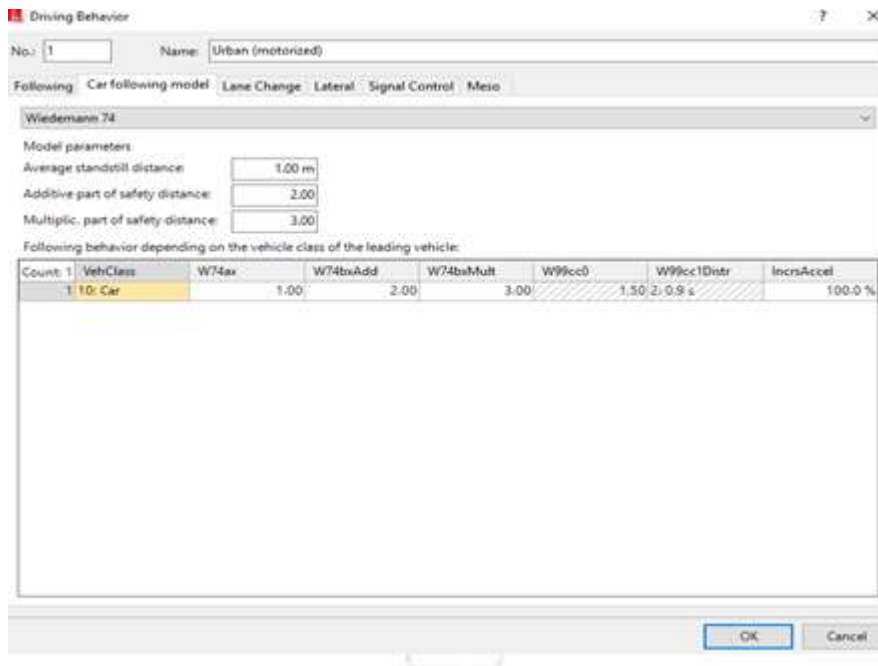 Driving Behavior ? ×
No.: 1 Name: Urban (motorized)
Following Car following model Lane Change Lateral Signal Control Meso
Wiedemann 74
Model parameters
Average standstill distance: 1.00 m
Additive part of safety distance: 2.00
Multiplic. part of safety distance: 3.00
Following behavior depending on the vehicle class of the leading vehicle:
Count: 1 VehClass W74ax W74bxAdd W74bxMult W99cc0 W99cc1Distr IncrsAccel
1 10: Car 1.00 2.00 3.00 1.50 2: 0.9 s 100.0 %
OK Cancel